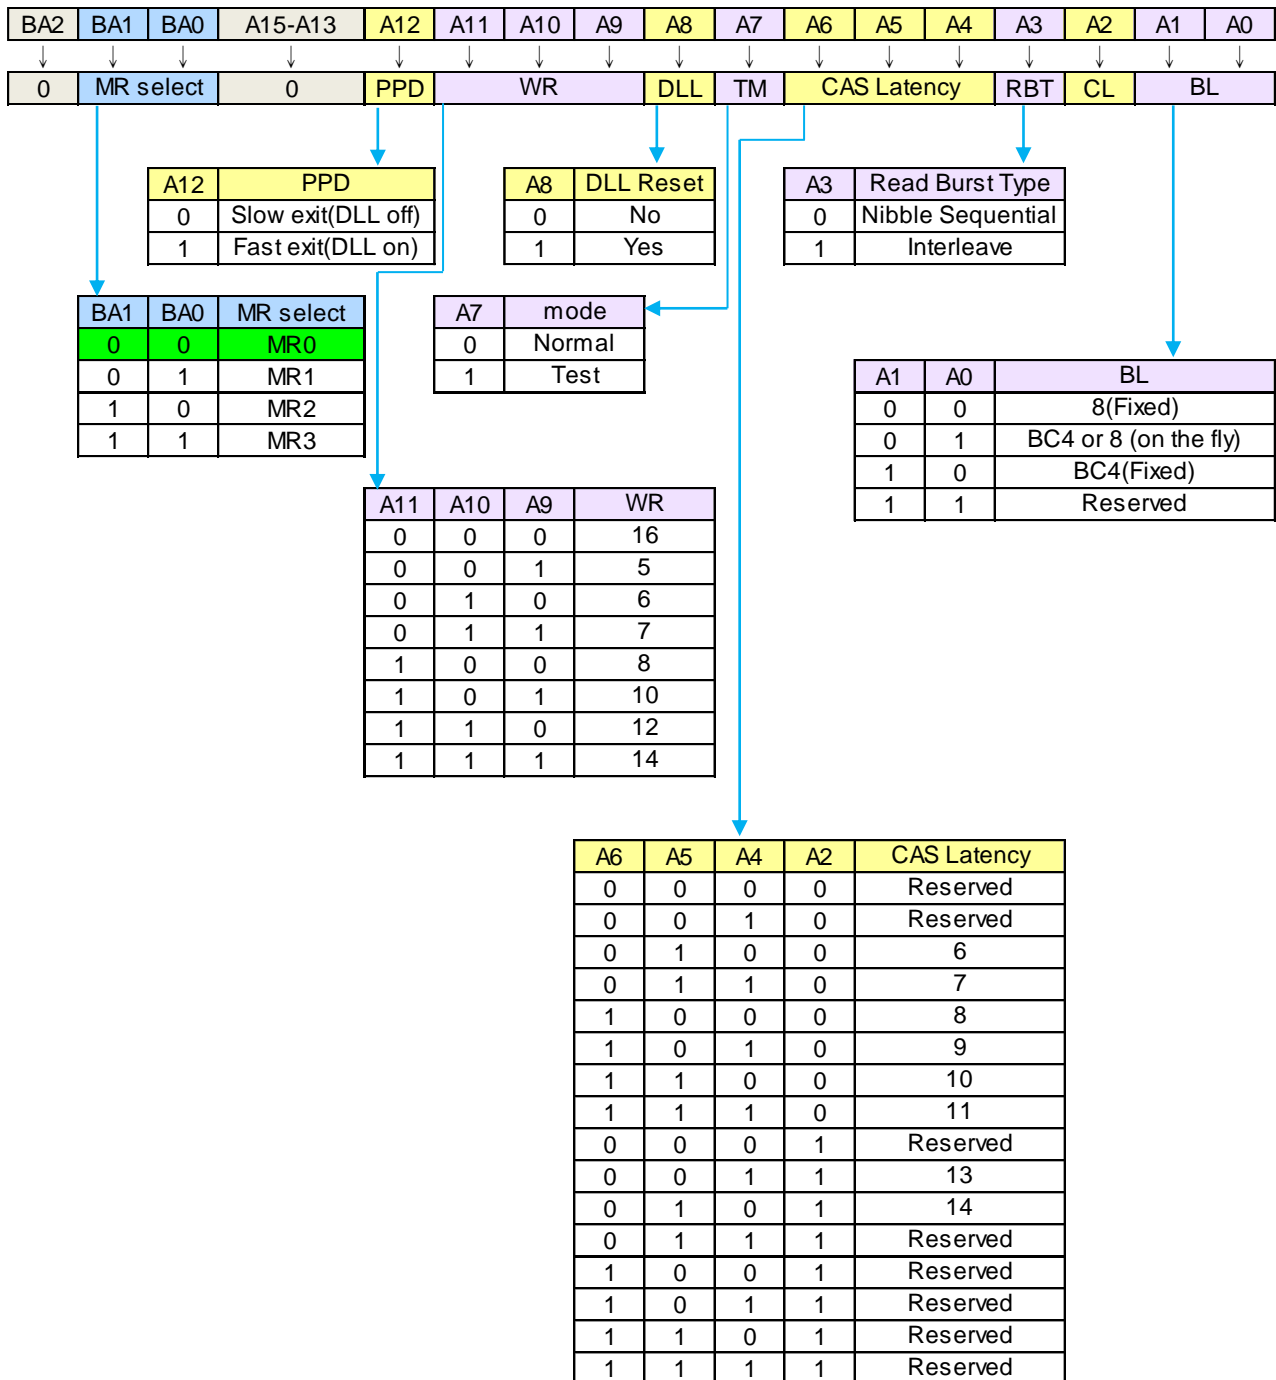 BA2 BA1 BA0 A15-A13 A12 A11 A10 A9 A8 A7 A6 A5 A4 A3 A2 A1 A0
0 MR select 0 PPD WR DLL TM CAS Latency RBT CL BL
A12 PPD
0 Slow exit(DLL off)
1 Fast exit(DLL on)
A8 DLL Reset
0 No
1 Yes
A3 Read Burst Type
0 Nibble Sequential
1 Interleave
BA1 BA0 MR select
0 0 MR0
0 1 MR1
1 0 MR2
1 1 MR3
A7 mode
0 Normal
1 Test
A1 A0 BL
0 0 8(Fixed)
0 1 BC4 or 8 (on the fly)
1 0 BC4(Fixed)
1 1 Reserved
A11 A10 A9 WR
0 0 0 16
0 0 1 5
0 1 0 6
0 1 1 7
1 0 0 8
1 0 1 10
1 1 0 12
1 1 1 14
A6 A5 A4 A2 CAS Latency
0 0 0 0 Reserved
0 0 1 0 Reserved
0 1 0 0 6
0 1 1 0 7
1 0 0 0 8
1 0 1 0 9
1 1 0 0 10
1 1 1 0 11
0 0 0 1 Reserved
0 0 1 1 13
0 1 0 1 14
0 1 1 1 Reserved
1 0 0 1 Reserved
1 0 1 1 Reserved
1 1 0 1 Reserved
1 1 1 1 Reserved